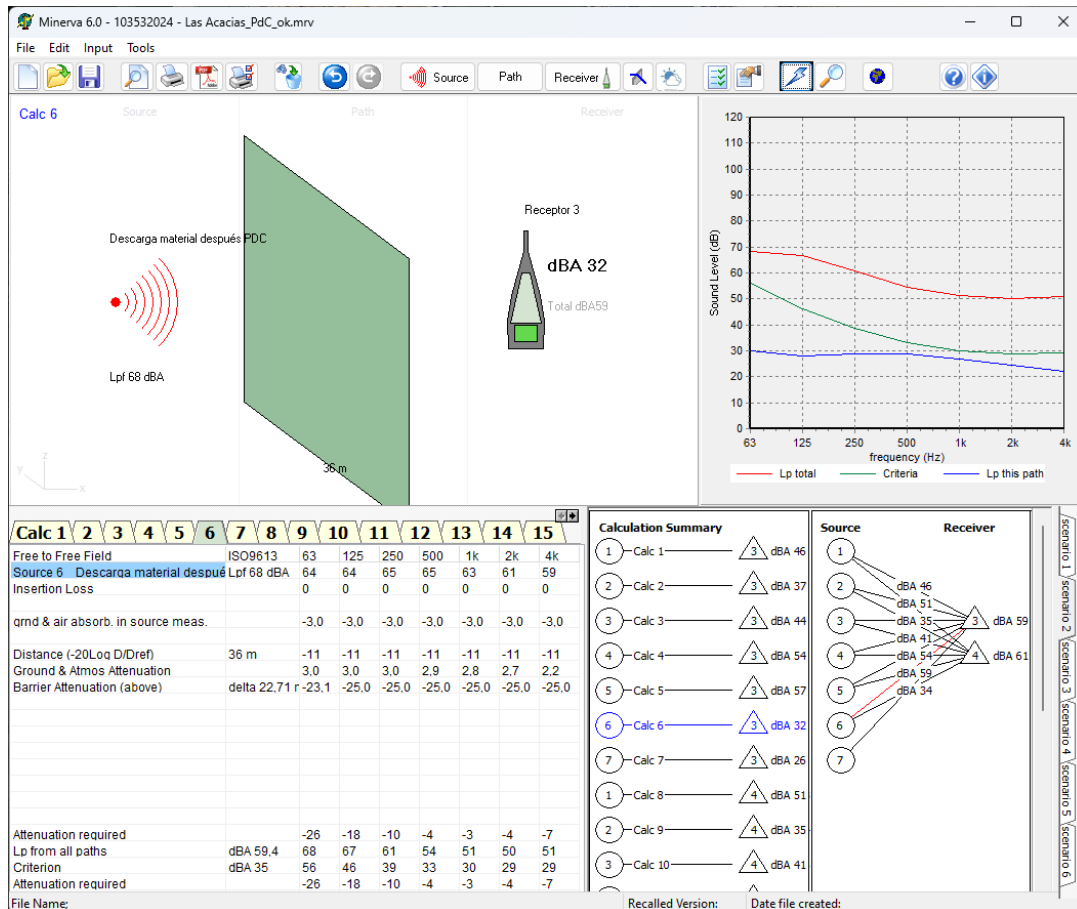 Minerva 6.0 - 103532024 - Las Acacias_PdC_ok.mrv
File Edit Input Tools
Source Path Receiver
Calc 6 Source Path Receiver
Receptor 3
Descarga material después PDC
dBA 32
Total dBA59
Lpf 68 dBA
36 m
z
y
x
120
110
100
90
80
70
60
50
40
30
20
10
0
Sound Level (dB)
63 125 250 500 1k 2k 4k
frequency (Hz)
Lp total Criteria Lp this path
Calc 1 2 3 4 5 6 7 8 9 10 11 12 13 14 15
Free to Free Field ISO9613 63 125 250 500 1k 2k 4k
Source 6 Descarga material despué Lpf 68 dBA 64 64 65 65 63 61 59
Insertion Loss 0 0 0 0 0 0 0
grnd & air absorb. in source meas. -3,0 -3,0 -3,0 -3,0 -3,0 -3,0 -3,0
Distance (-20Log D/Dref) 36 m -11 -11 -11 -11 -11 -11 -11
Ground & Atmos Attenuation 3,0 3,0 3,0 2,9 2,8 2,7 2,2
Barrier Attenuation (above) delta 22,71 r -23,1 -25,0 -25,0 -25,0 -25,0 -25,0 -25,0
Attenuation required -26 -18 -10 -4 -3 -4 -7
Lp from all paths dBA 59,4 68 67 61 54 51 50 51
Criterion dBA 35 56 46 39 33 30 29 29
Attenuation required -26 -18 -10 -4 -3 -4 -7
Calculation Summary
1 Calc 1 3 dBA 46
2 Calc 2 3 dBA 37
3 Calc 3 3 dBA 44
4 Calc 4 3 dBA 54
5 Calc 5 3 dBA 57
6 Calc 6 3 dBA 32
7 Calc 7 3 dBA 26
1 Calc 8 4 dBA 51
2 Calc 9 4 dBA 35
3 Calc 10 4 dBA 41
Source Receiver
1
dBA 46
2
dBA 51
3 dBA 35 3 dBA 59
dBA 41
4 dBA 54 4 dBA 61
dBA 59
5 dBA 34
6
7
scenario 1
scenario 2
scenario 3
scenario 4
scenario 5
scenario 6
File Name; Recalled Version: Date file created: